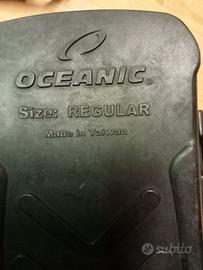 OCEANIC®
Size: REGULAR
Made in Taiwan
subito